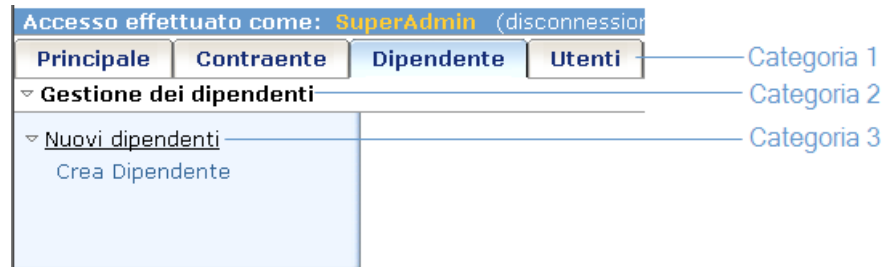 Accesso effettuato come: SuperAdmin (disconnession
Principale Contraente Dipendente Utenti Categoria 1
Gestione dei dipendenti Categoria 2
Nuovi dipendenti Categoria 3
Crea Dipendente